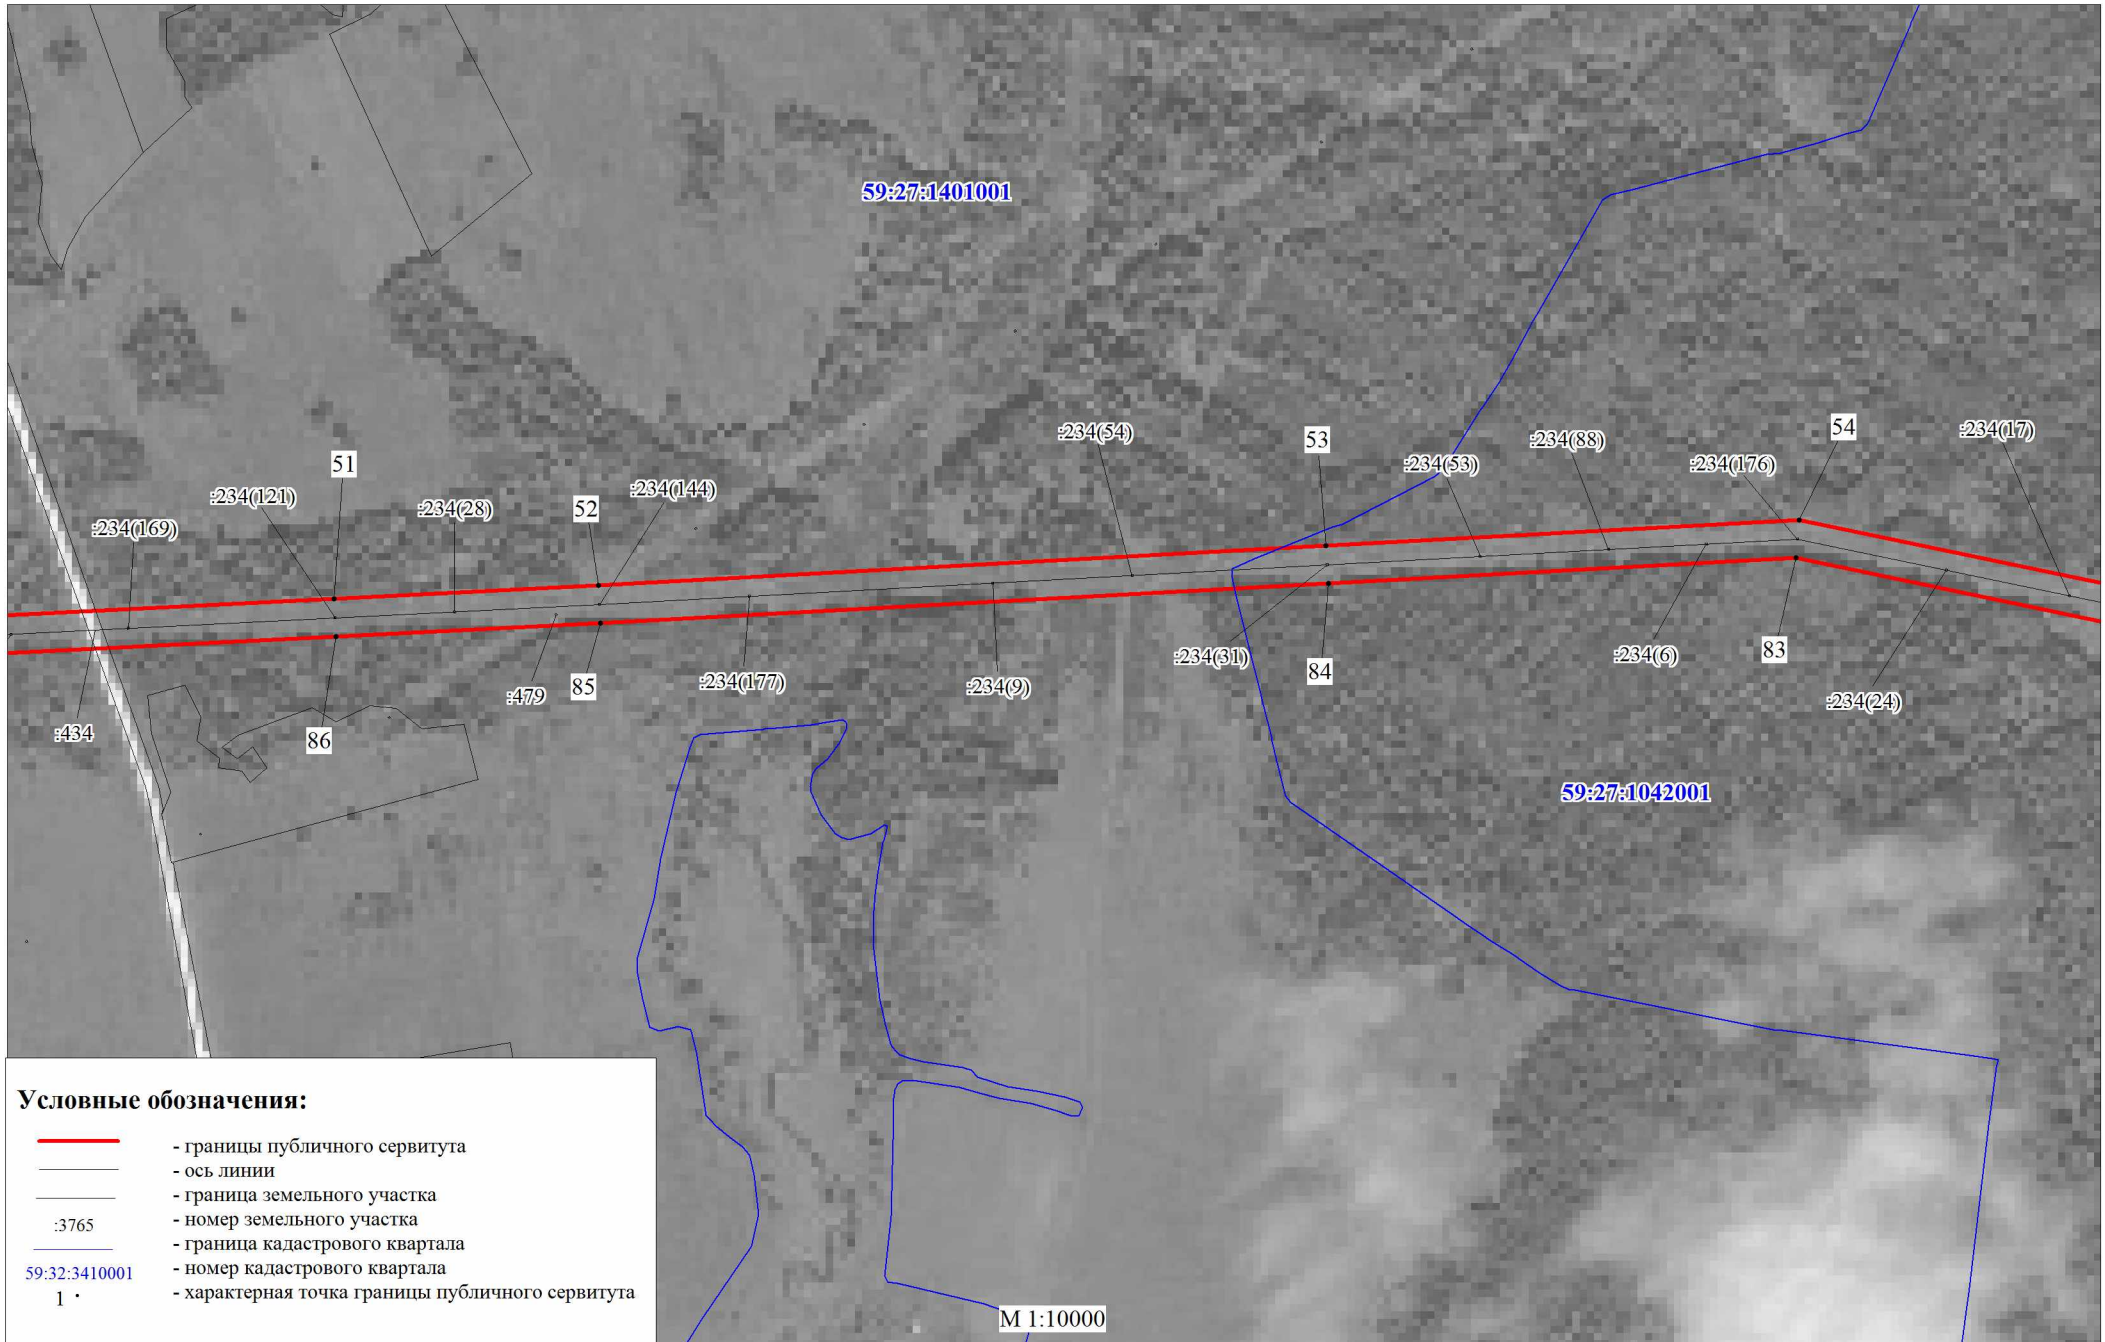 59:27:1401001
:234(54)
53
54
:234(17)
:234(88)
51
:234(53)
:234(176)
:234(121)
:234(144)
:234(28)
52
:234(169)
:479
85
:234(177)
:234(9)
:234(31)
84
:234(6)
83
:234(24)
:434
86
59:27:1042001
Условные обозначения:
- границы публичного сервитута
- ось линии
- граница земельного участка
:3765 - номер земельного участка
- граница кадастрового квартала
59:32:3410001 - номер кадастрового квартала
1 - характерная точка границы публичного сервитута
М 1:10000